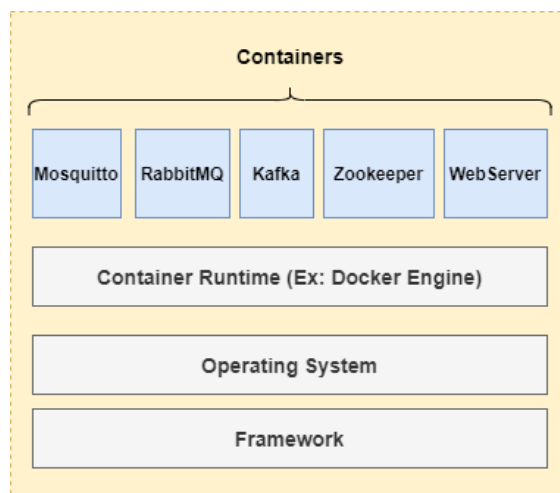 Containers
Mosquitto
RabbitMQ
Kafka
Zookeeper
WebServer
Container Runtime (Ex: Docker Engine)
Operating System
Framework